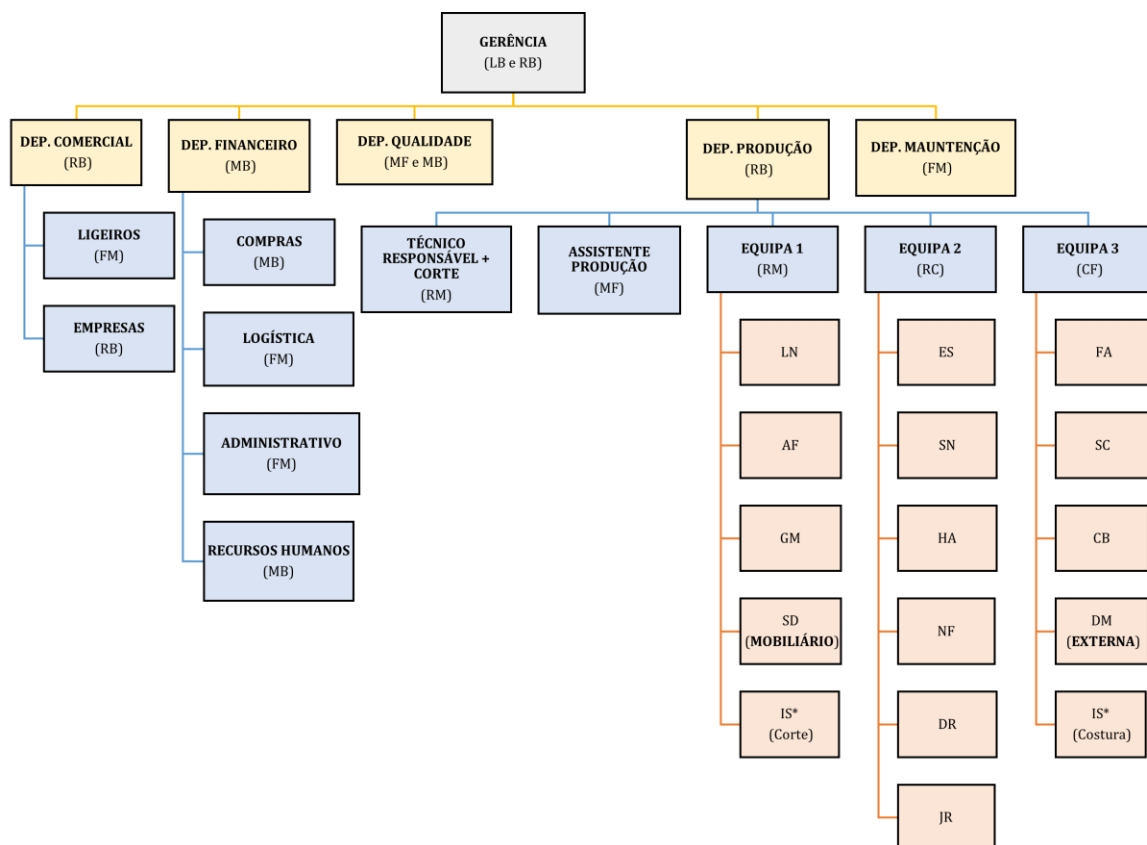 GERÊNCIA
(LB e RB)
DEP. COMERCIAL
(RB)
DEP. FINANCEIRO
(MB)
DEP. QUALIDADE
(MF e MB)
DEP. PRODUÇÃO
(RB)
DEP. MAUNTENÇÃO
(FM)
LIGEIROS
(FM)
EMPRESAS
(RB)
COMPRAS
(MB)
LOGÍSTICA
(FM)
ADMINISTRATIVO
(FM)
RECURSOS HUMANOS
(MB)
TÉCNICO
RESPONSÁVEL +
CORTE
(RM)
ASSISTENTE
PRODUÇÃO
(MF)
EQUIPA 1
(RM)
LN
AF
GM
SD
(MOBILIÁRIO)
IS*
(Corte)
EQUIPA 2
(RC)
ES
SN
HA
NF
DR
JR
EQUIPA 3
(CF)
FA
SC
CB
DM
(EXTERNA)
IS*
(Costura)